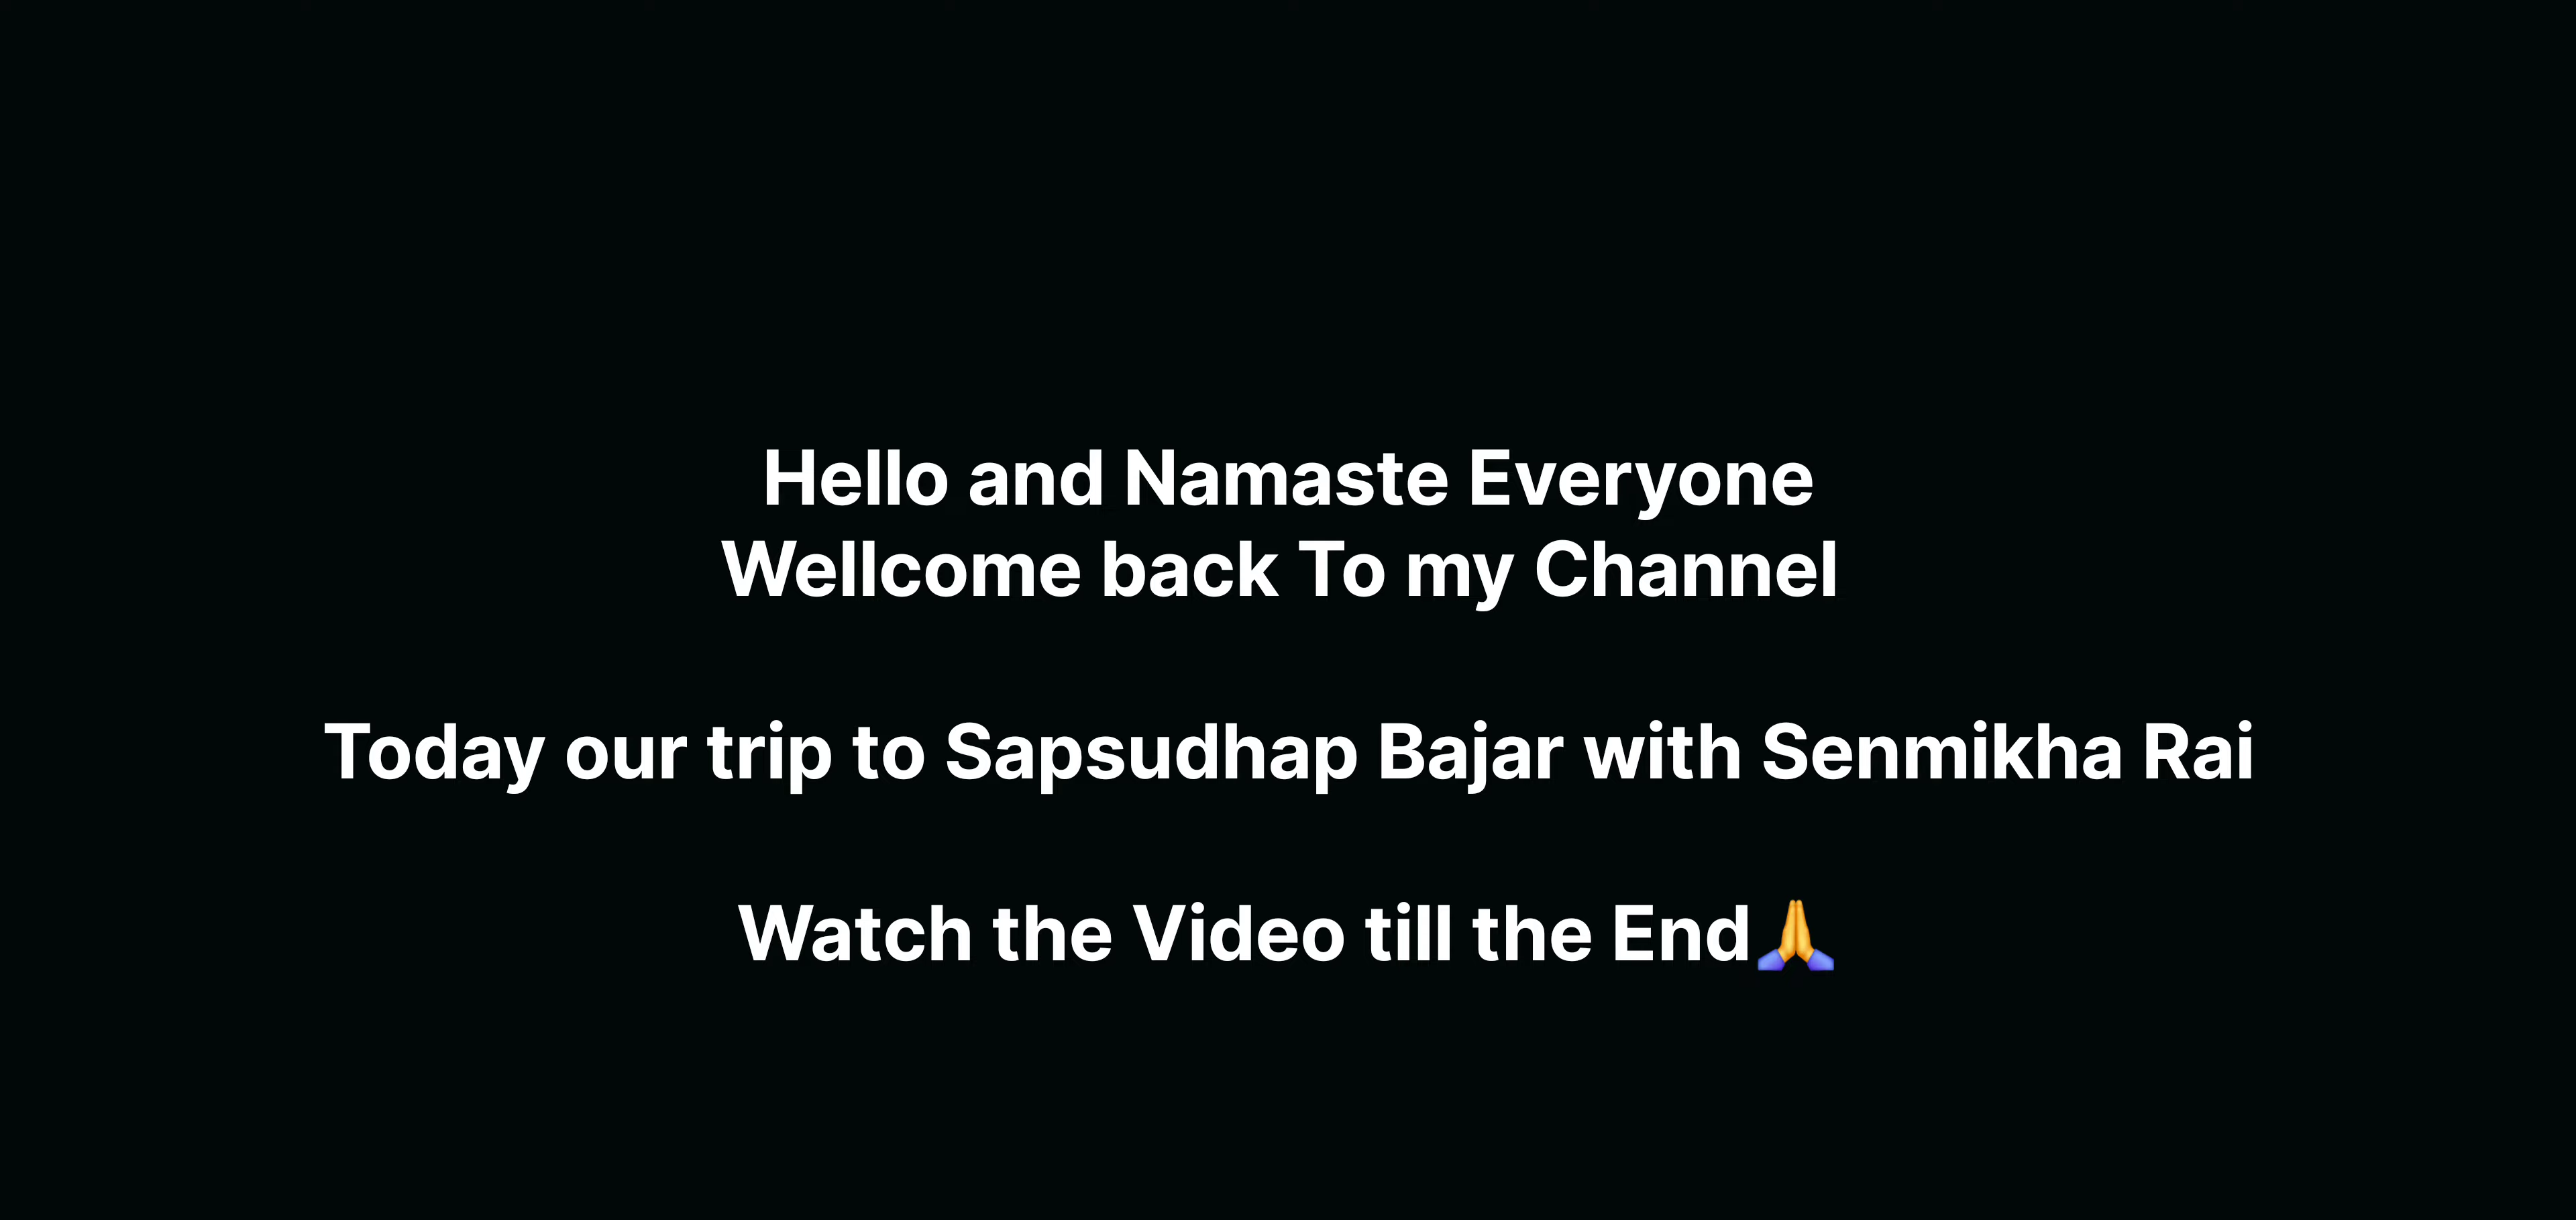 Hello and Namaste Everyone
Wellcome back To my Channel
Today our trip to Sapsudhap Bajar with Senmikha Rai
Watch the Video till the End🙏